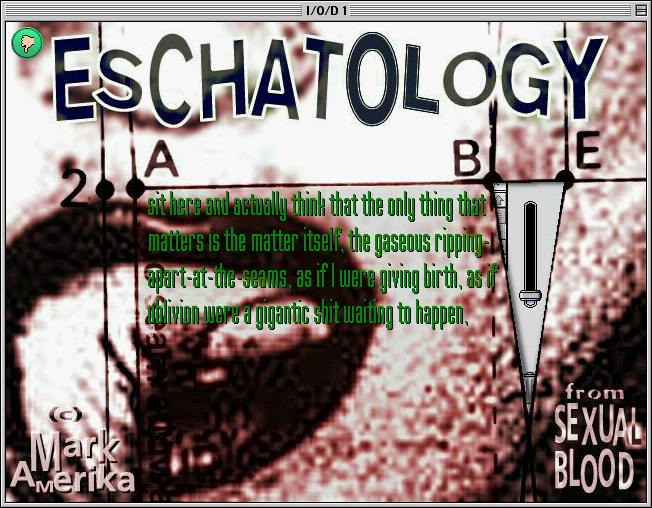 I/O/D 1
ESCHATOLOGY
A
B
E
2
sit here and actually think that the only thing that
matters is the matter itself, the gaseous ripping-
apart-at-the-seams, as if I were giving birth, as if
oblivion were a gigantic shit waiting to happen,
(c)
Mark
Amerika
from
SEXUAL
BLOOD